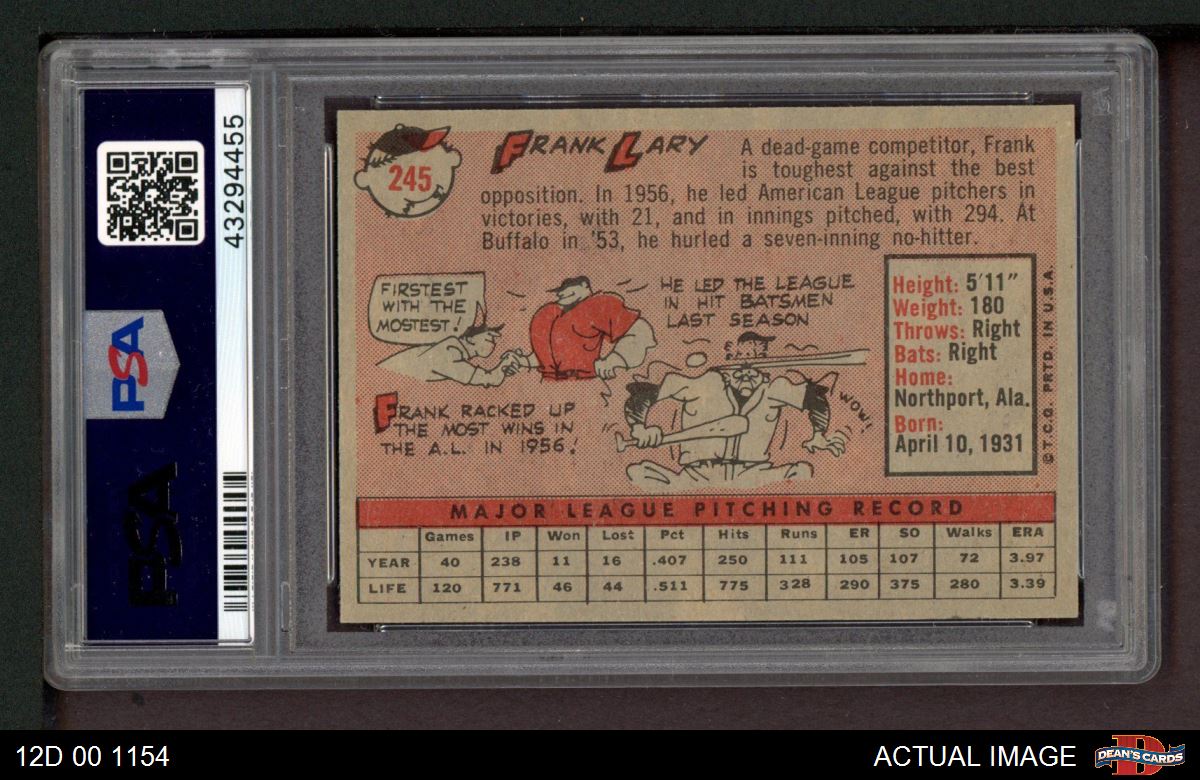 43294455
PSA
PSA
245
FRANK LARY
A dead-game competitor, Frank
is toughest against the best
opposition. In 1956, he led American League pitchers in
victories, with 21, and in innings pitched, with 294. At
Buffalo in '53, he hurled a seven-inning no-hitter.
FIRSTEST
WITH THE
MOSTEST!
FRANK RACKED UP
THE MOST WINS IN
THE A.L. IN 1956!
HE LED THE LEAGUE
IN HIT BATSMEN
LAST SEASON
WOW!
Height: 5'11"
Weight: 180
Throws: Right
Bats: Right
Home:
Northport, Ala.
Born:
April 10, 1931
© T.C.G. PRTD. IN U.S.A.
MAJOR LEAGUE PITCHING RECORD
Games IP Won Lost Pct Hits Runs ER SO Walks ERA
YEAR 40 238 11 16 .407 250 111 105 107 72 3.97
LIFE 120 771 46 44 .511 775 328 290 375 280 3.39
12D 00 1154
ACTUAL IMAGE
DEAN'S CARDS